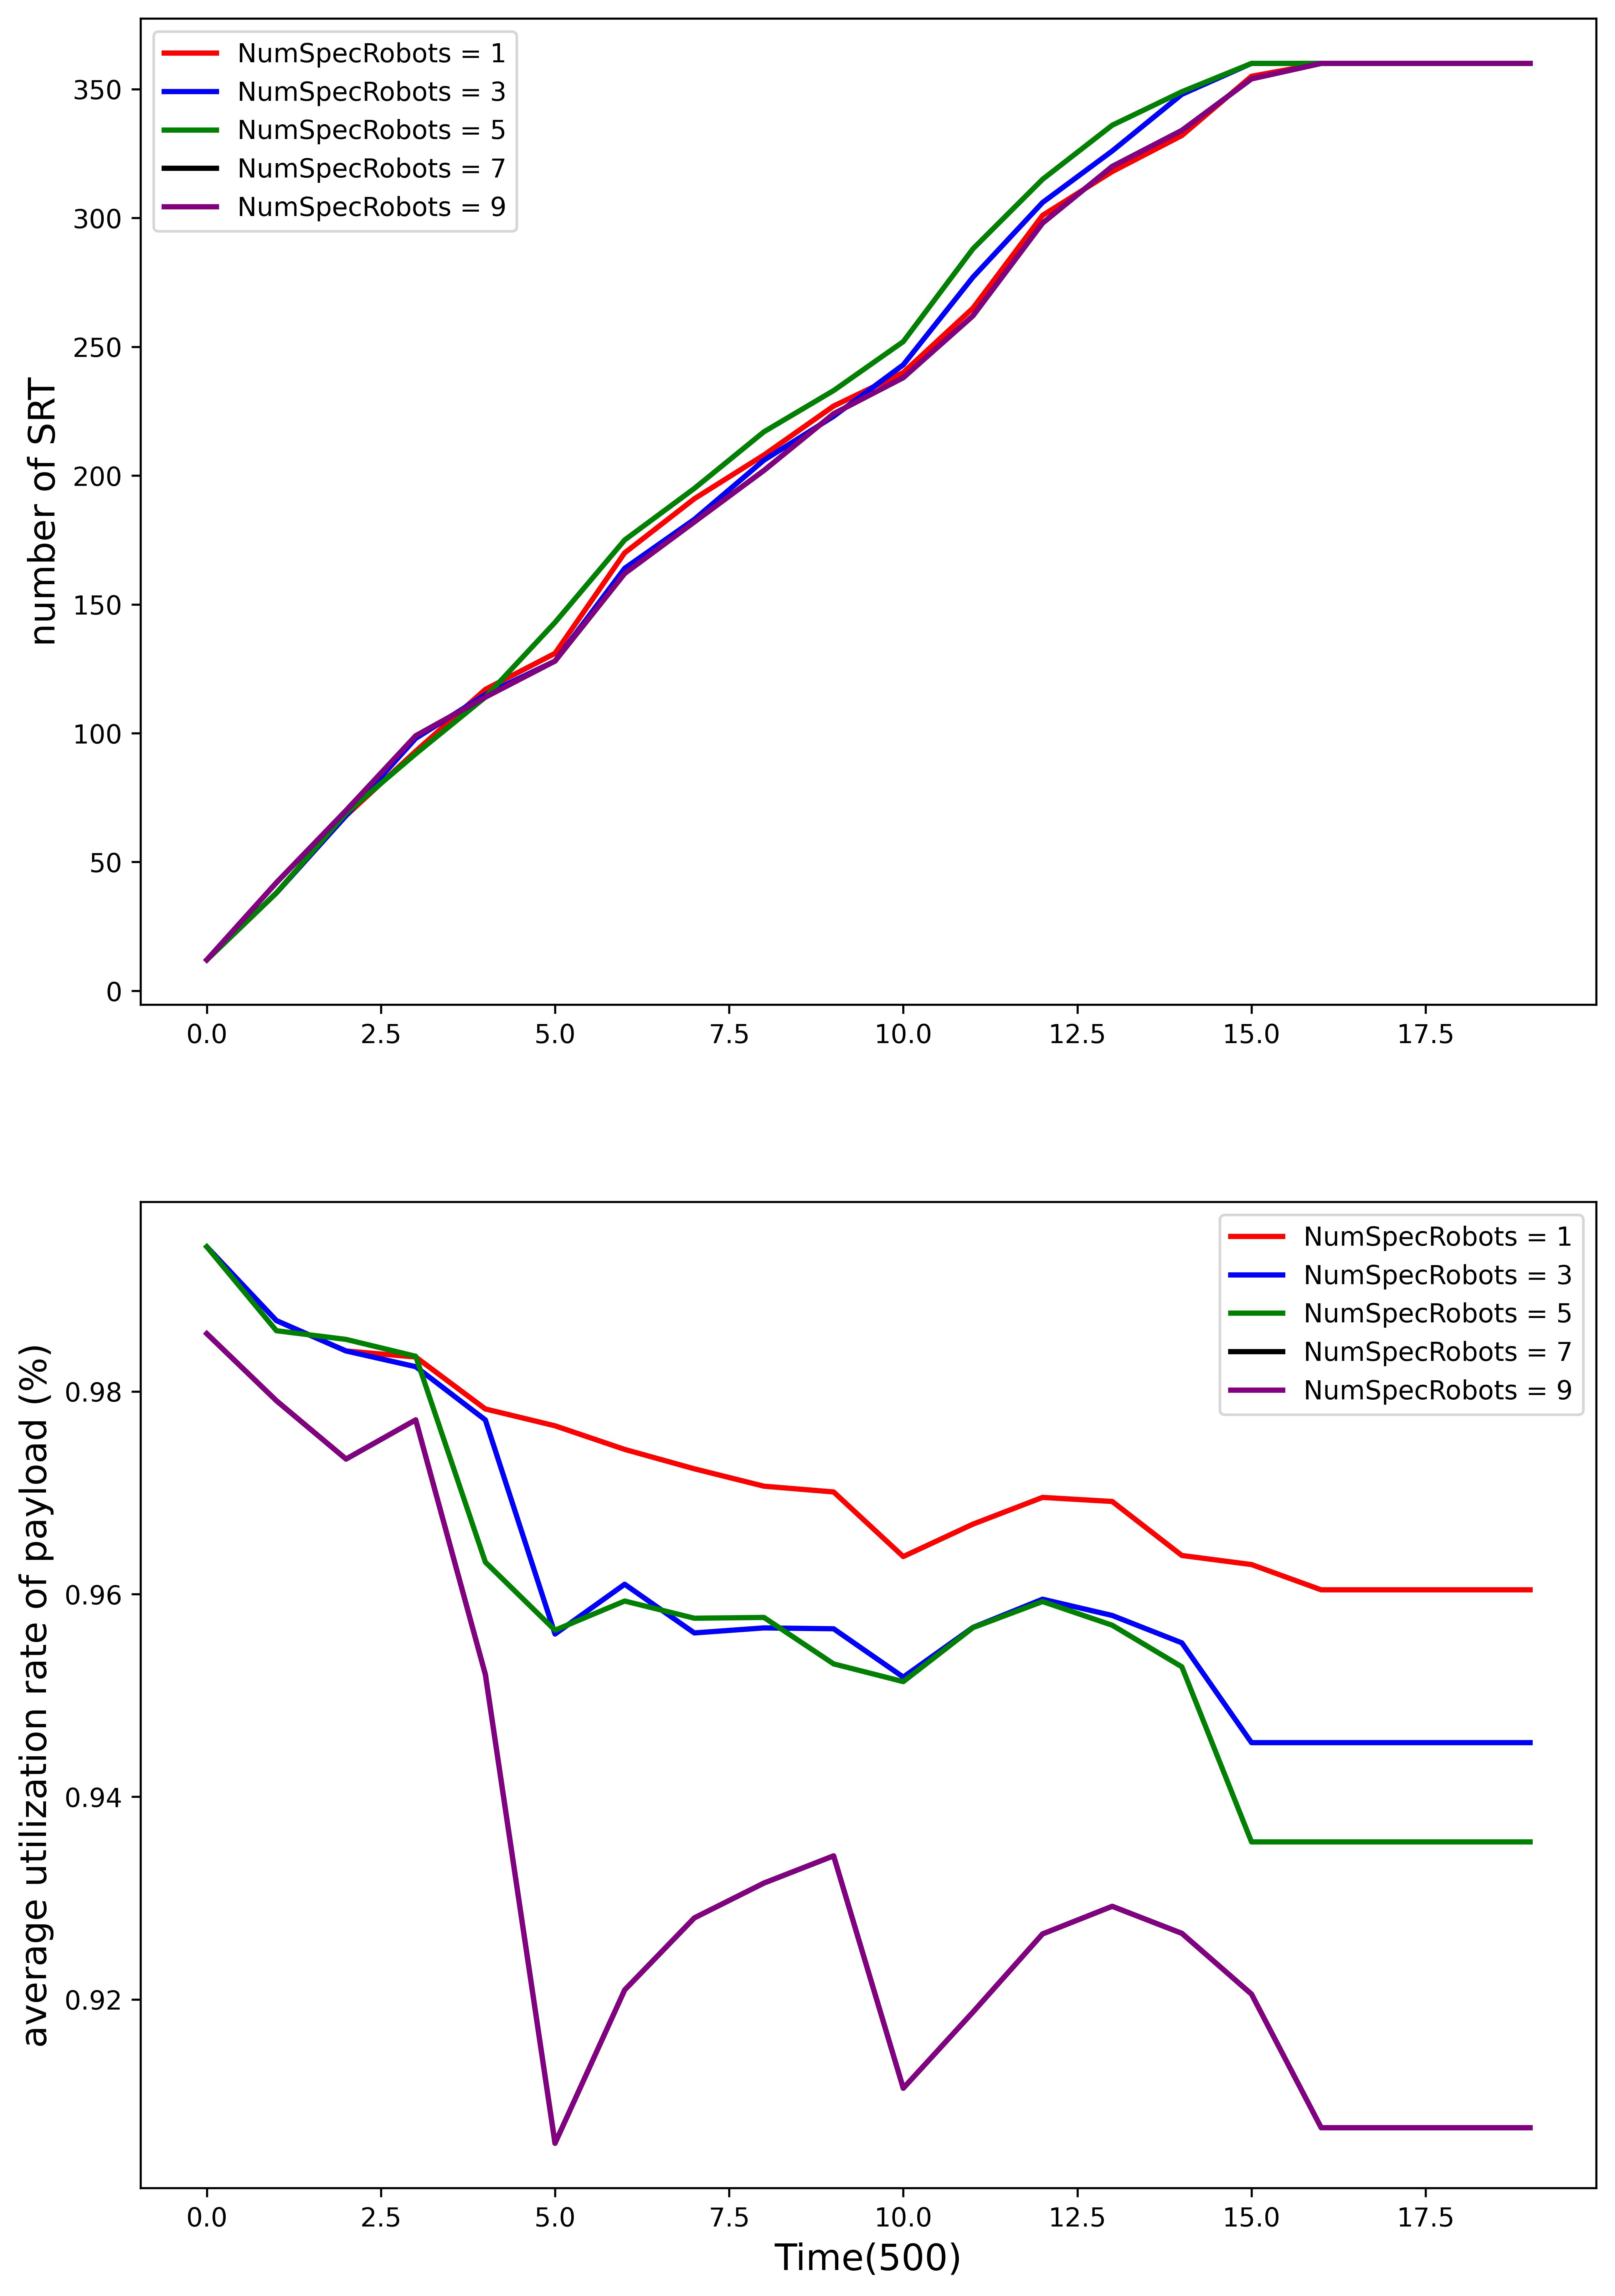 NumSpecRobots = 1
NumSpecRobots = 3
NumSpecRobots = 5
NumSpecRobots = 7
NumSpecRobots = 9
number of SRT
350
300
250
200
150
100
50
0
0.0 2.5 5.0 7.5 10.0 12.5 15.0 17.5
NumSpecRobots = 1
NumSpecRobots = 3
NumSpecRobots = 5
NumSpecRobots = 7
NumSpecRobots = 9
average utilization rate of payload (%)
0.98
0.96
0.94
0.92
0.0 2.5 5.0 7.5 10.0 12.5 15.0 17.5
Time(500)